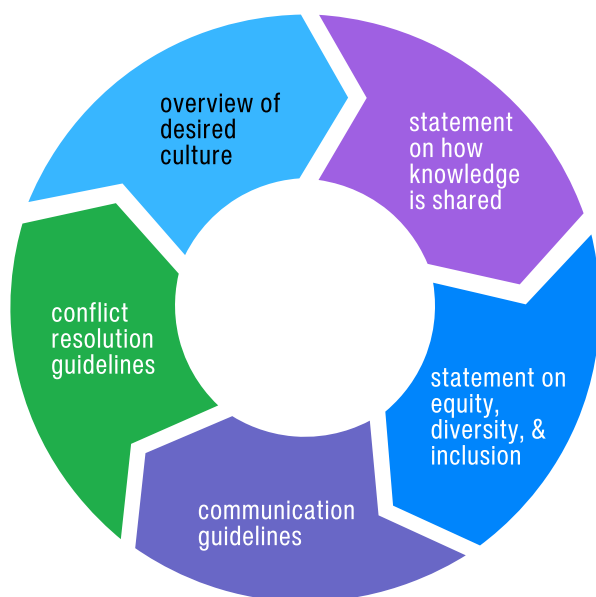 overview of
desired
culture
statement
on how
knowledge
is shared
statement on
equity,
diversity, &
inclusion
communication
guidelines
conflict
resolution
guidelines